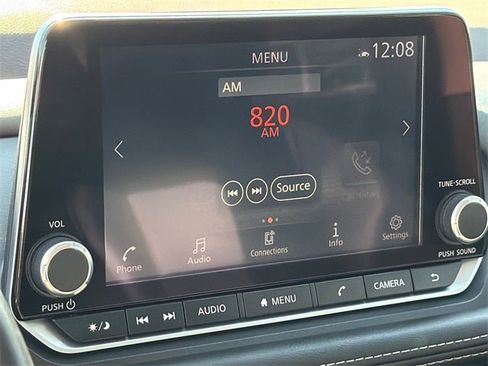 MENU
12:08
AM
820
AM
Source
Phone
Audio
Connections
Info
Settings
VOL
PUSH
TUNE-SCROLL
PUSH SOUND
AUDIO
MENU
CAMERA